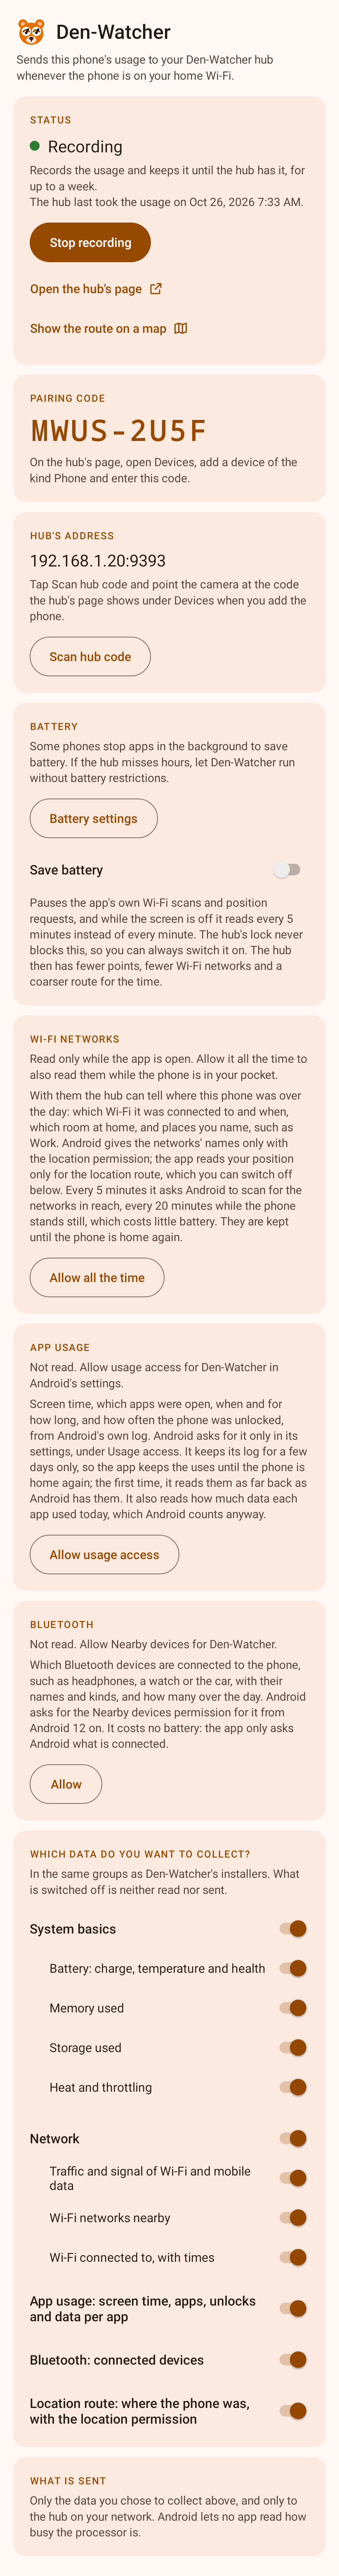 Den-Watcher
Sends this phone's usage to your Den-Watcher hub
whenever the phone is on your home Wi-Fi.
STATUS
Recording
Records the usage and keeps it until the hub has it, for
up to a week.
The hub last took the usage on Oct 26, 2026 7:33 AM.
Stop recording
Open the hub's page
Show the route on a map
PAIRING CODE
MWUS-2U5F
On the hub's page, open Devices, add a device of the
kind Phone and enter this code.
HUB'S ADDRESS
192.168.1.20:9393
Tap Scan hub code and point the camera at the code
the hub's page shows under Devices when you add the
phone.
Scan hub code
BATTERY
Some phones stop apps in the background to save
battery. If the hub misses hours, let Den-Watcher run
without battery restrictions.
Battery settings
Save battery
Pauses the app's own Wi-Fi scans and position
requests, and while the screen is off it reads every 5
minutes instead of every minute. The hub's lock never
blocks this, so you can always switch it on. The hub
then has fewer points, fewer Wi-Fi networks and a
coarser route for the time.
WI-FI NETWORKS
Read only while the app is open. Allow it all the time to
also read them while the phone is in your pocket.
With them the hub can tell where this phone was over
the day: which Wi-Fi it was connected to and when,
which room at home, and places you name, such as
Work. Android gives the networks' names only with
the location permission; the app reads your position
only for the location route, which you can switch off
below. Every 5 minutes it asks Android to scan for the
networks in reach, every 20 minutes while the phone
stands still, which costs little battery. They are kept
until the phone is home again.
Allow all the time
APP USAGE
Not read. Allow usage access for Den-Watcher in
Android's settings.
Screen time, which apps were open, when and for
how long, and how often the phone was unlocked,
from Android's own log. Android asks for it only in its
settings, under Usage access. It keeps its log for a few
days only, so the app keeps the uses until the phone is
home again; the first time, it reads them as far back as
Android has them. It also reads how much data each
app used today, which Android counts anyway.
Allow usage access
BLUETOOTH
Not read. Allow Nearby devices for Den-Watcher.
Which Bluetooth devices are connected to the phone,
such as headphones, a watch or the car, with their
names and kinds, and how many over the day. Android
asks for the Nearby devices permission for it from
Android 12 on. It costs no battery: the app only asks
Android what is connected.
Allow
WHICH DATA DO YOU WANT TO COLLECT?
In the same groups as Den-Watcher's installers. What
is switched off is neither read nor sent.
System basics
Battery: charge, temperature and health
Memory used
Storage used
Heat and throttling
Network
Traffic and signal of Wi-Fi and mobile
data
Wi-Fi networks nearby
Wi-Fi connected to, with times
App usage: screen time, apps, unlocks
and data per app
Bluetooth: connected devices
Location route: where the phone was,
with the location permission
WHAT IS SENT
Only the data you chose to collect above, and only to
the hub on your network. Android lets no app read how
busy the processor is.